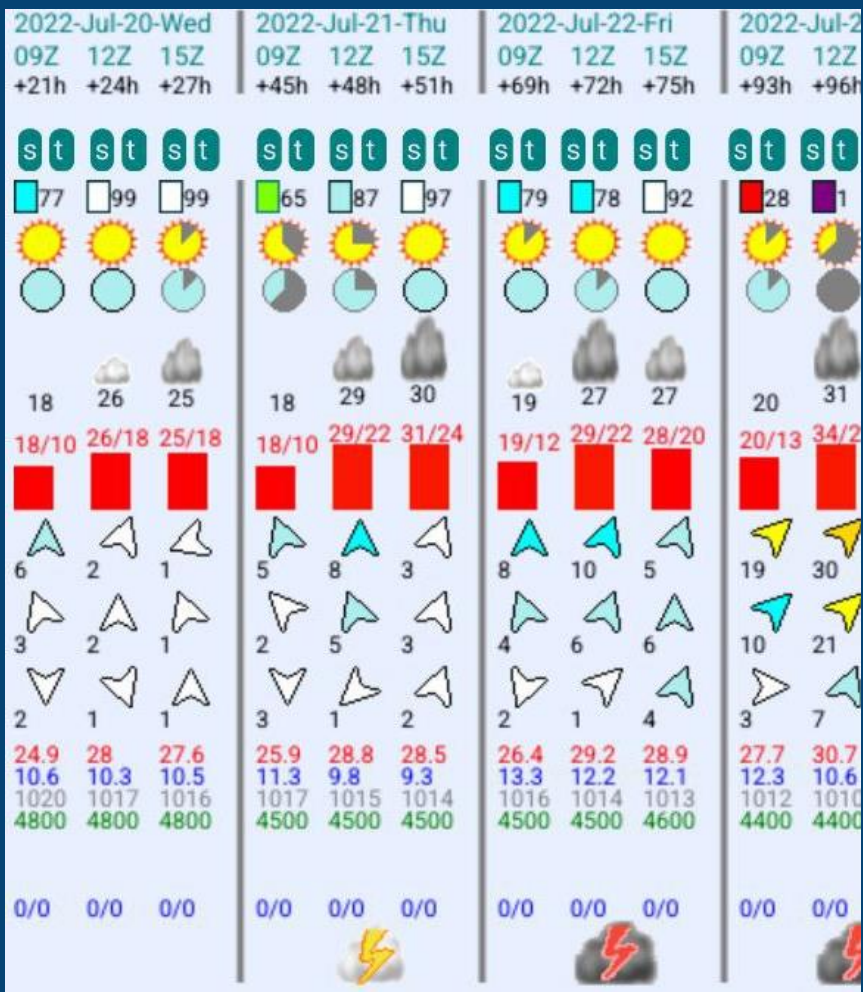 2022-Jul-20-Wed 2022-Jul-21-Thu 2022-Jul-22-Fri 2022-Jul-2
09Z 12Z 15Z 09Z 12Z 15Z 09Z 12Z 15Z 09Z 12Z
+21h +24h +27h +45h +48h +51h +69h +72h +75h +93h +96h
s t s t s t s t s t s t s t s t s t s t s t
77 99 99 65 87 97 79 78 92 28 1
18 26 25 18 29 30 19 27 27 20 31
18/10 26/18 25/18 18/10 29/22 31/24 19/12 29/22 28/20 20/13 34/2
6 2 1 5 8 3 8 10 5 19 30
3 2 1 2 5 3 4 6 6 10 21
2 1 1 3 1 2 2 1 4 3 7
24.9 28 27.6 25.9 28.8 28.5 26.4 29.2 28.9 27.7 30.7
10.6 10.3 10.5 11.3 9.8 9.3 13.3 12.2 12.1 12.3 10.6
1020 1017 1016 1017 1015 1014 1016 1014 1013 1012 1010
4800 4800 4800 4500 4500 4500 4500 4500 4600 4400 4400
0/0 0/0 0/0 0/0 0/0 0/0 0/0 0/0 0/0 0/0 0/0